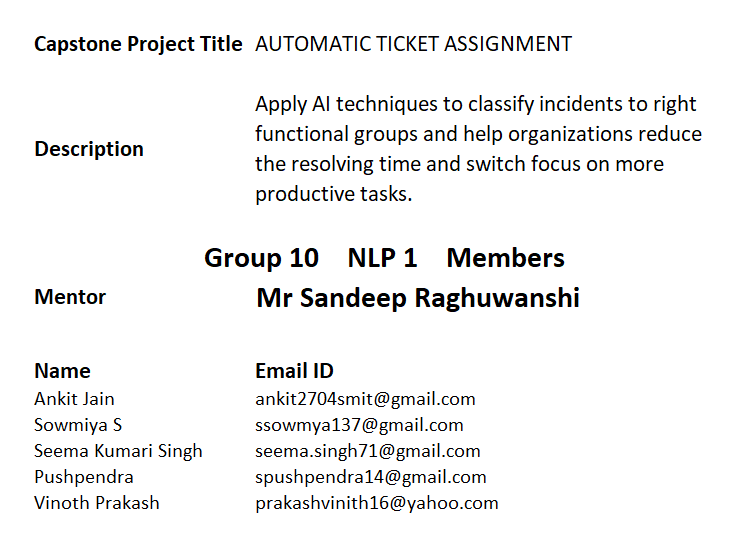 Capstone Project Title AUTOMATIC TICKET ASSIGNMENT
Description Apply AI techniques to classify incidents to right
functional groups and help organizations reduce
the resolving time and switch focus on more
productive tasks.
Group 10 NLP 1 Members
Mentor Mr Sandeep Raghuwanshi
Name Email ID
Ankit Jain ankit2704smit@gmail.com
Sowmiya S ssowmya137@gmail.com
Seema Kumari Singh seema.singh71@gmail.com
Pushpendra spushpendra14@gmail.com
Vinoth Prakash prakashvinith16@yahoo.com